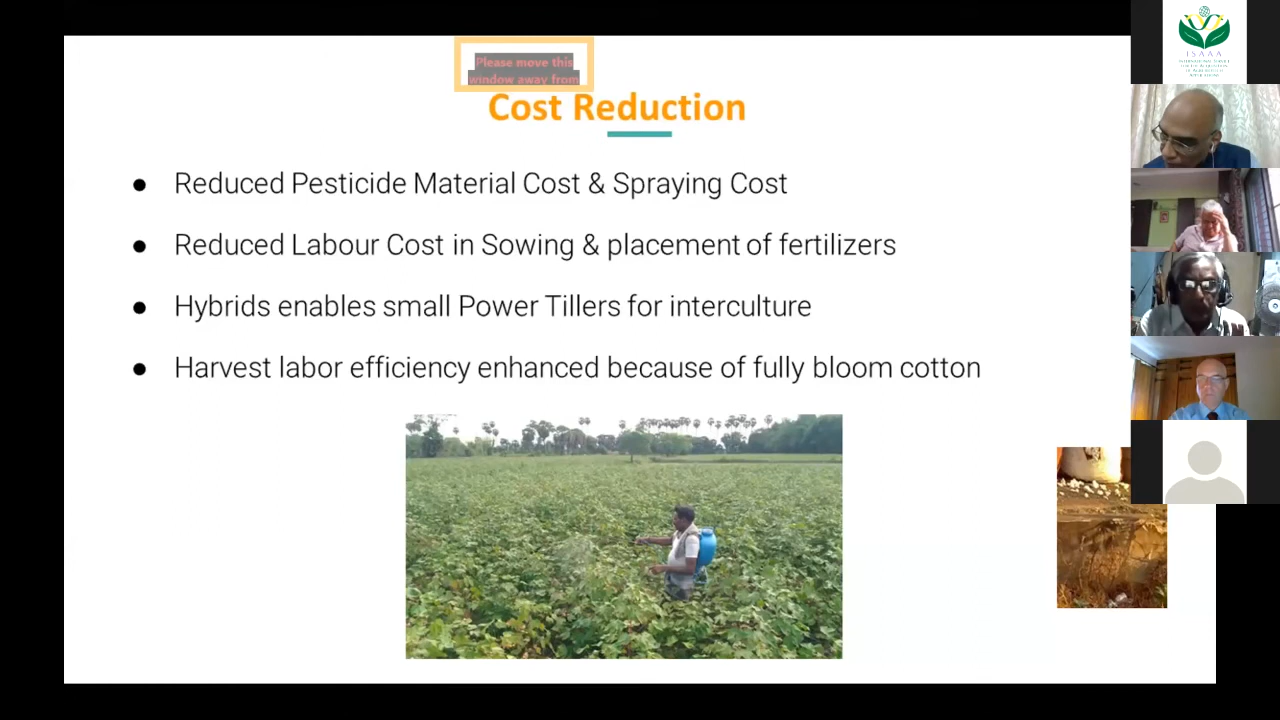 Please move this
window away from
Cost Reduction
● Reduced Pesticide Material Cost & Spraying Cost
● Reduced Labour Cost in Sowing & placement of fertilizers
● Hybrids enables small Power Tillers for interculture
● Harvest labor efficiency enhanced because of fully bloom cotton
ISAAA